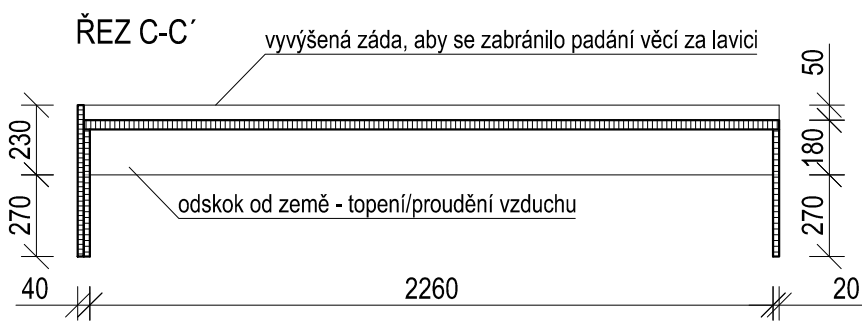 ŘEZ C-C´
vyvýšená záda, aby se zabránilo padání věcí za lavici
50
230
180
270
odskok od země - topení/proudění vzduchu
270
40
2260
20